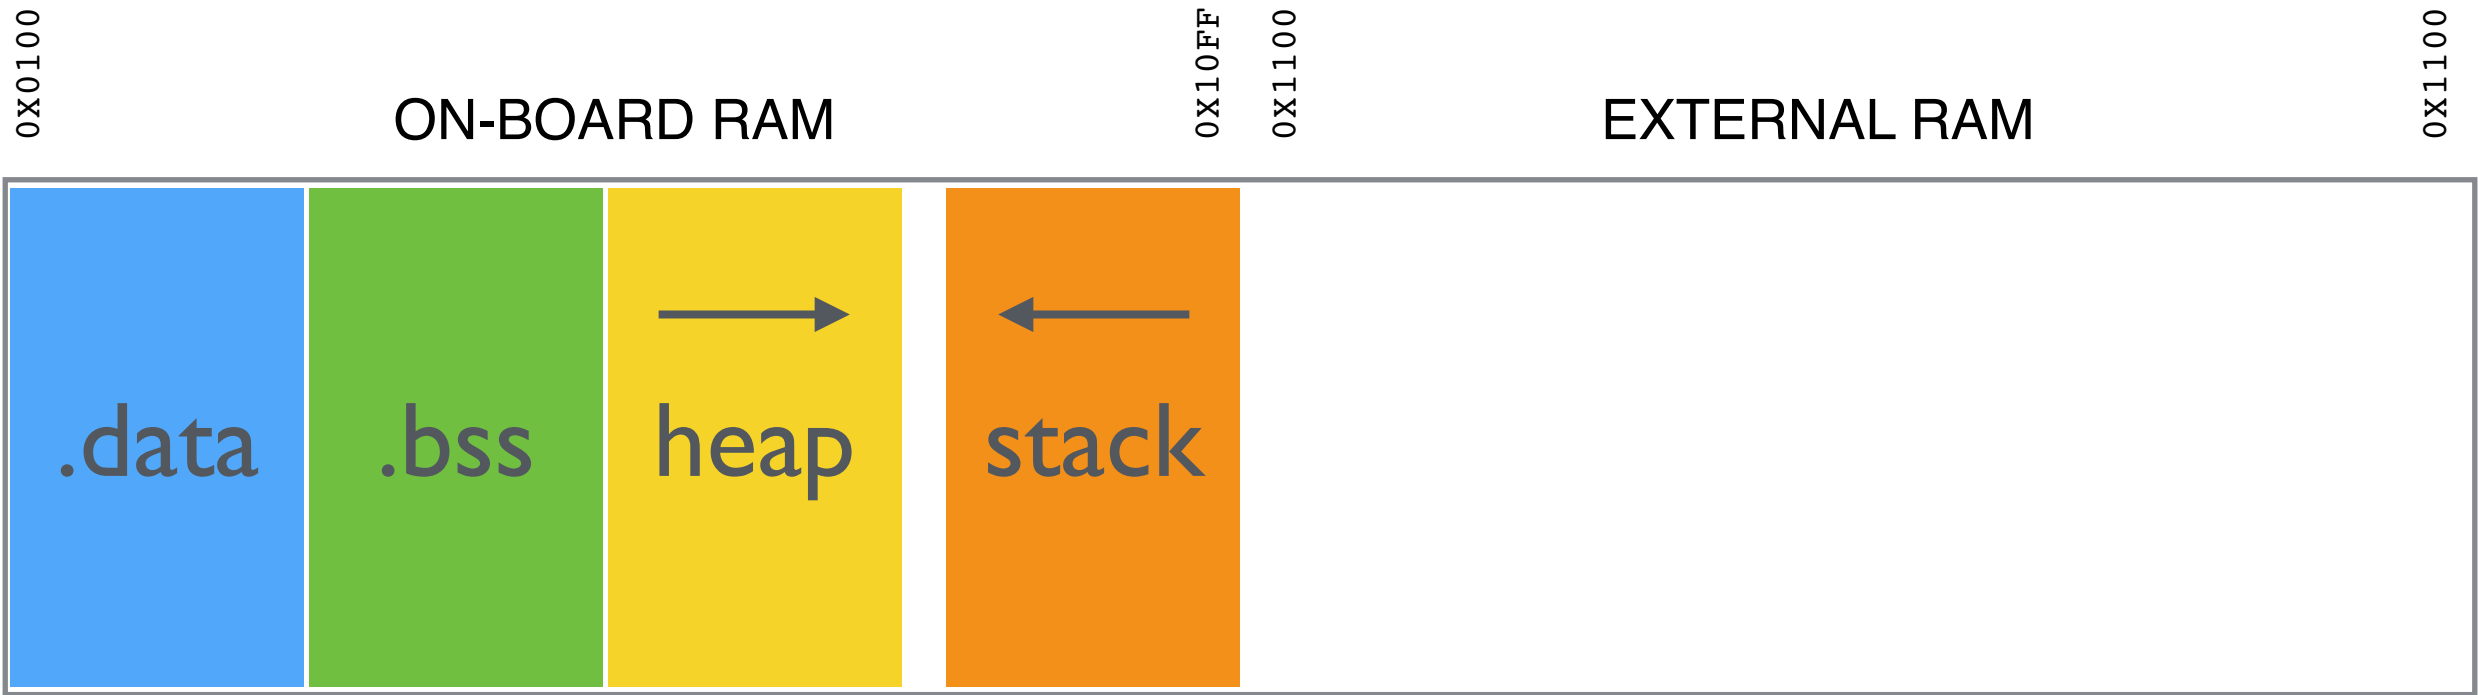 0X0100
0X10FF
0X1100
0X1100
ON-BOARD RAM
EXTERNAL RAM
.data
.bss
heap
stack